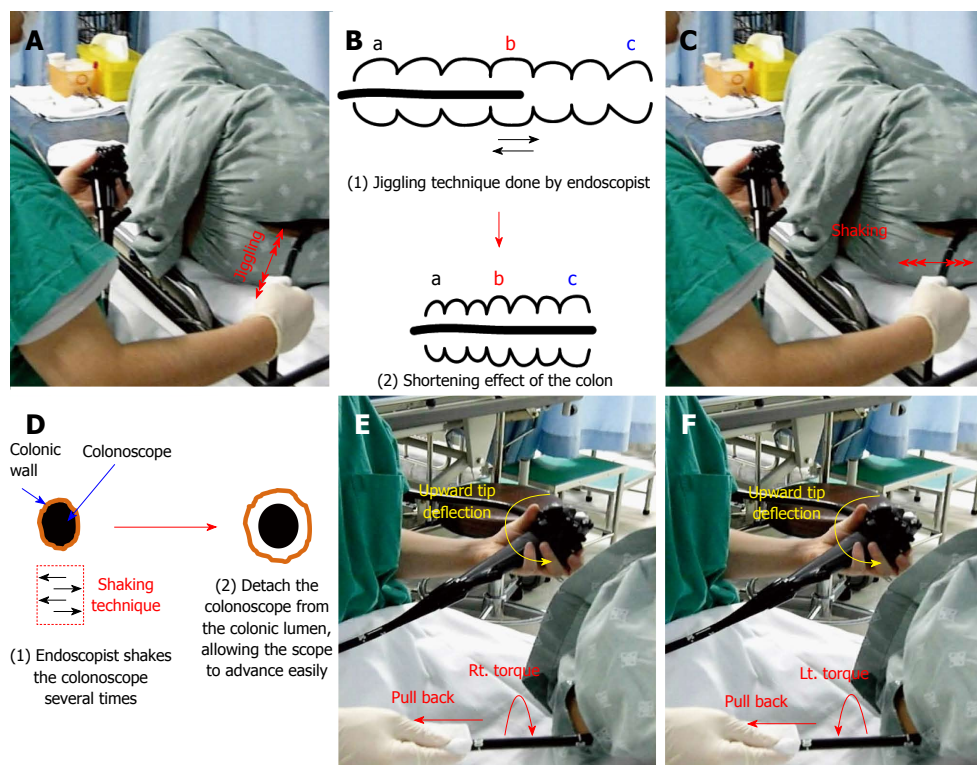 A
Jiggling
B
a b c
(1) Jiggling technique done by endoscopist
a b c
(2) Shortening effect of the colon
C
Shaking
D
Colonic
wall
Colonoscope
Shaking
technique
(1) Endoscopist shakes
the colonoscope
several times
(2) Detach the
colonoscope from
the colonic lumen,
allowing the scope
to advance easily
E
Upward tip
deflection
Rt. torque
Pull back
F
Upward tip
deflection
Lt. torque
Pull back